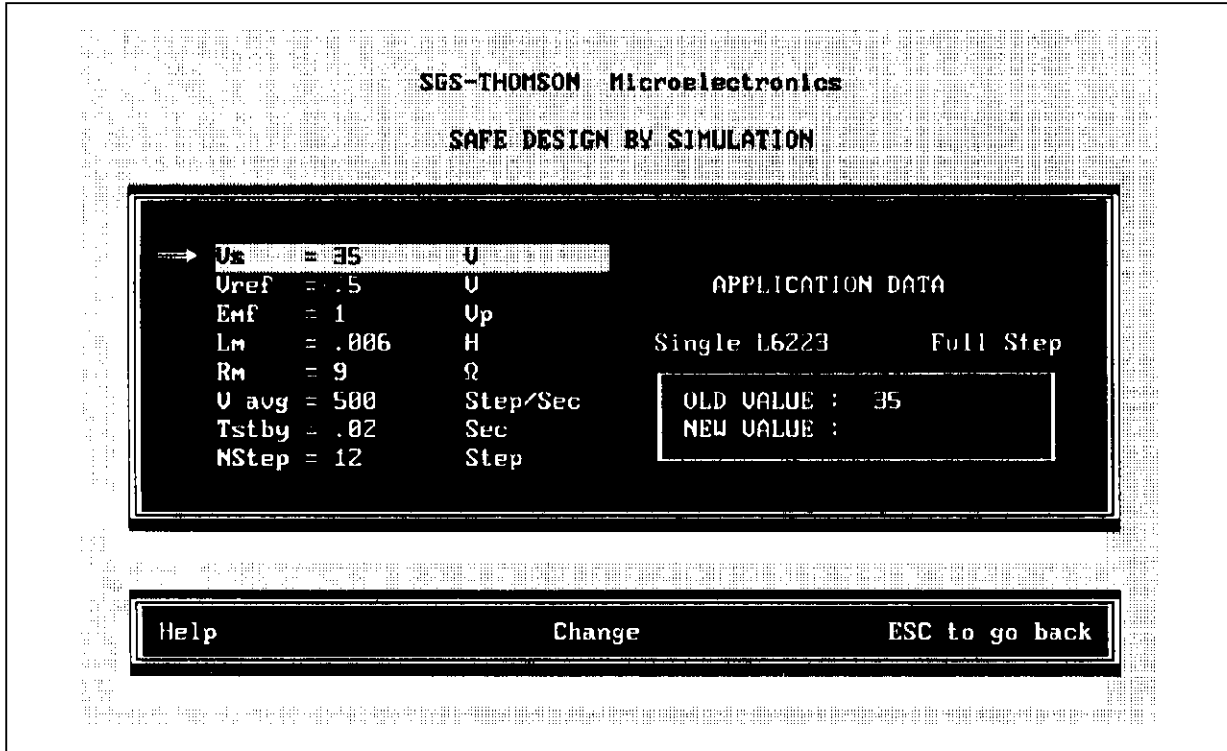 SGS-THOMSON Microelectronics
SAFE DESIGN BY SIMULATION
Vs = 35 V
Vref = .5 V
Emf = 1 Vp
Lm = .006 H
Rm = 9 Ω
V avg = 500 Step/Sec
Tstby = .02 Sec
NStep = 12 Step
APPLICATION DATA
Single L6223 Full Step
OLD VALUE : 35
NEW VALUE :
Help Change ESC to go back